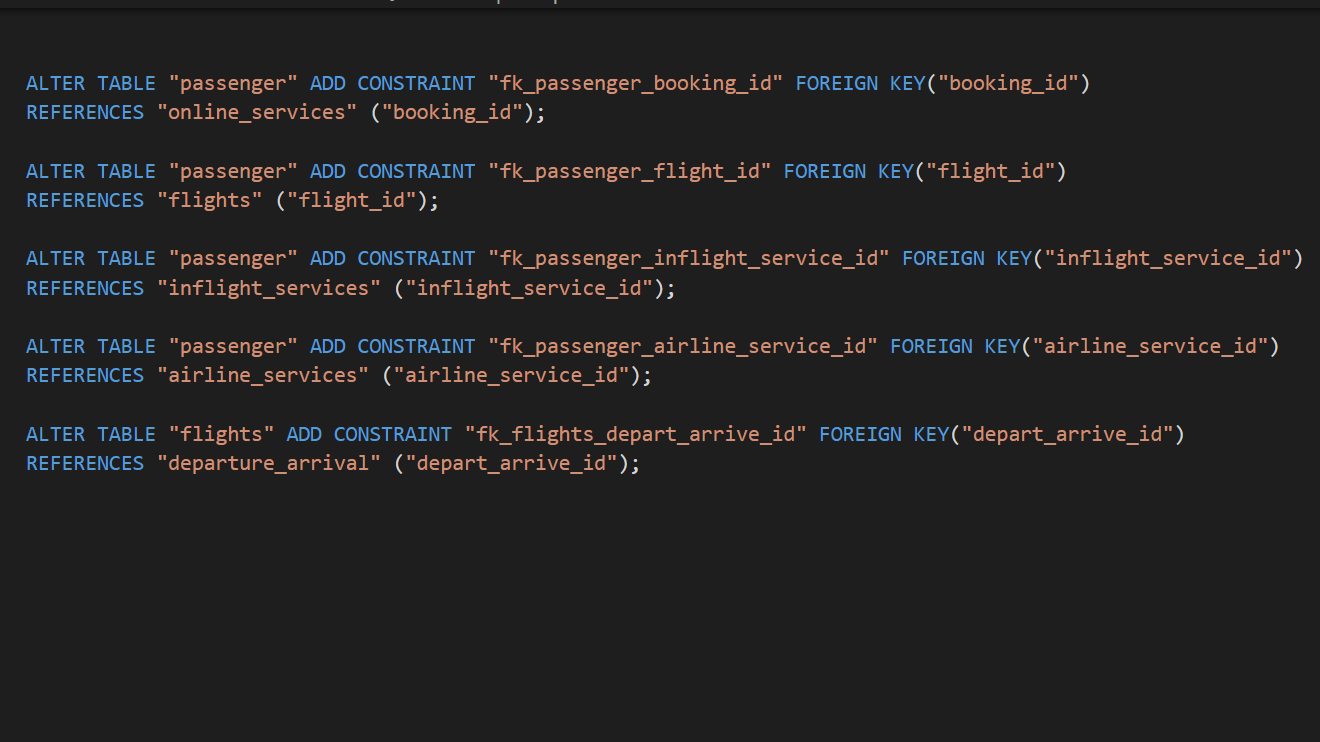 ALTER TABLE "passenger" ADD CONSTRAINT "fk_passenger_booking_id" FOREIGN KEY("booking_id")
REFERENCES "online_services" ("booking_id");
ALTER TABLE "passenger" ADD CONSTRAINT "fk_passenger_flight_id" FOREIGN KEY("flight_id")
REFERENCES "flights" ("flight_id");
ALTER TABLE "passenger" ADD CONSTRAINT "fk_passenger_inflight_service_id" FOREIGN KEY("inflight_service_id")
REFERENCES "inflight_services" ("inflight_service_id");
ALTER TABLE "passenger" ADD CONSTRAINT "fk_passenger_airline_service_id" FOREIGN KEY("airline_service_id")
REFERENCES "airline_services" ("airline_service_id");
ALTER TABLE "flights" ADD CONSTRAINT "fk_flights_depart_arrive_id" FOREIGN KEY("depart_arrive_id")
REFERENCES "departure_arrival" ("depart_arrive_id");